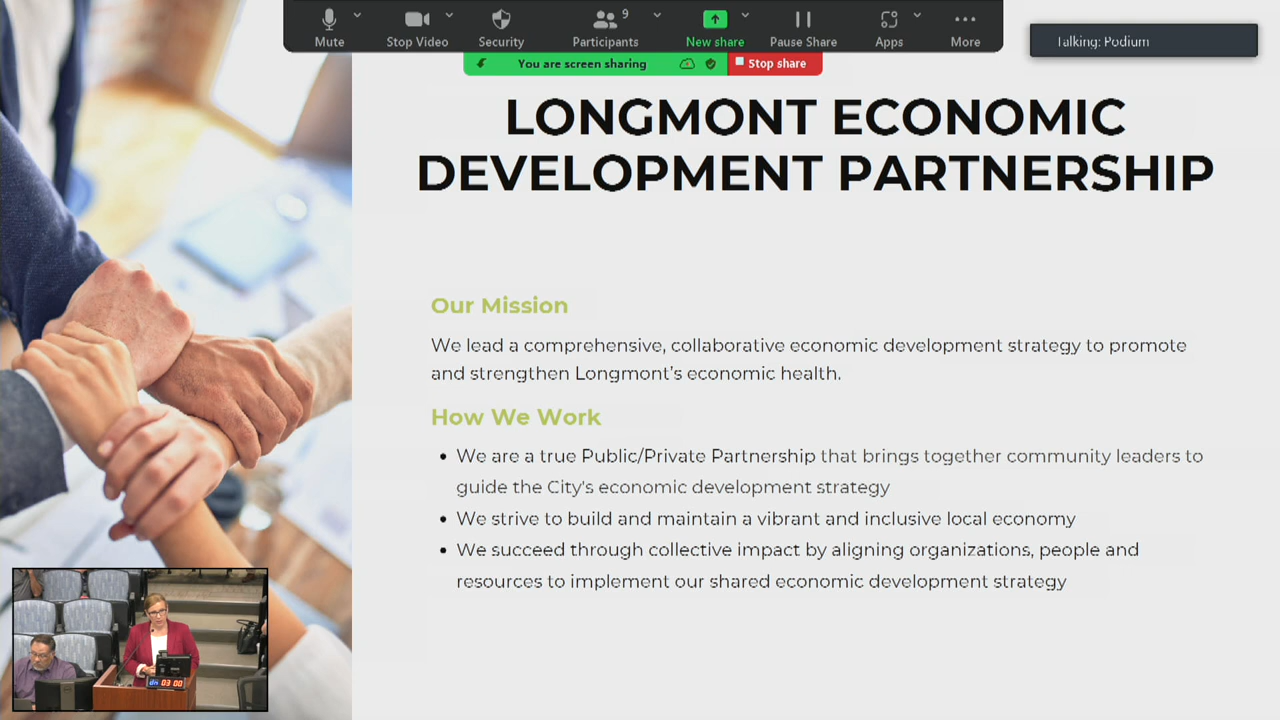 9
Mute
Stop Video
Security
Participants
New share
Pause Share
Apps
More
Talking: Podium
You are screen sharing
Stop share
LONGMONT ECONOMIC
DEVELOPMENT PARTNERSHIP
Our Mission
We lead a comprehensive, collaborative economic development strategy to promote
and strengthen Longmont's economic health.
How We Work
• We are a true Public/Private Partnership that brings together community leaders to
guide the City's economic development strategy
• We strive to build and maintain a vibrant and inclusive local economy
• We succeed through collective impact by aligning organizations, people and
resources to implement our shared economic development strategy
03 00